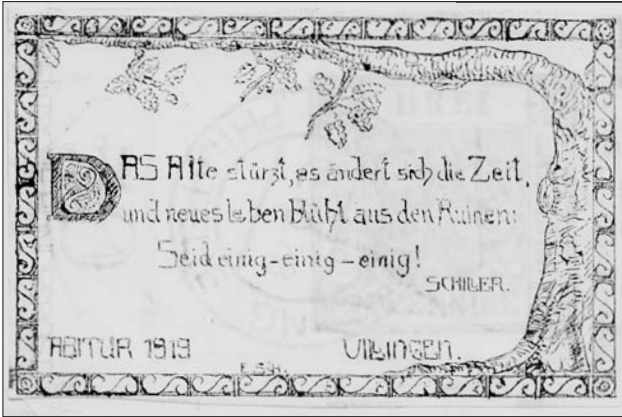 DAS Alte stürzt, es ändert sich die Zeit,
und neues Leben blüht aus den Ruinen:
Seid einig-einig-einig!
SCHILLER.
ABITUR 1919 VILLINGEN.
E.SCH.